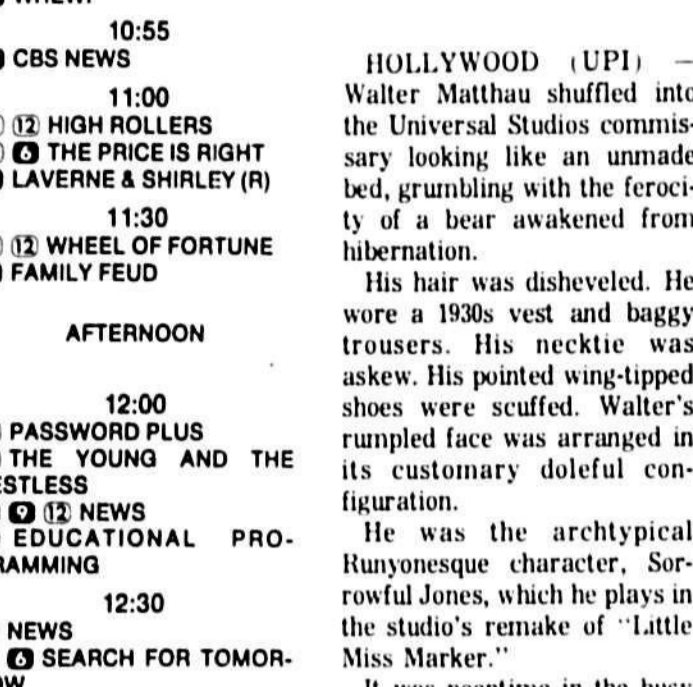 10:55
CBS NEWS
11:00
12 HIGH ROLLERS
6 THE PRICE IS RIGHT
LAVERNE & SHIRLEY (R)
11:30
12 WHEEL OF FORTUNE
FAMILY FEUD
AFTERNOON
12:00
PASSWORD PLUS
THE YOUNG AND THE
ESTLESS
9 12 NEWS
EDUCATIONAL PRO-
RAMMING
12:30
NEWS
6 SEARCH FOR TOMOR-
OW
HOLLYWOOD (UPI) —
Walter Matthau shuffled into
the Universal Studios commis-
sary looking like an unmade
bed, grumbling with the feroci-
ty of a bear awakened from
hibernation.
His hair was disheveled. He
wore a 1930s vest and baggy
trousers. His necktie was
askew. His pointed wing-tipped
shoes were scuffed. Walter's
rumpled face was arranged in
its customary doleful con-
figuration.
He was the archtypical
Runyonesque character, Sor-
rowful Jones, which he plays in
the studio's remake of "Little
Miss Marker."